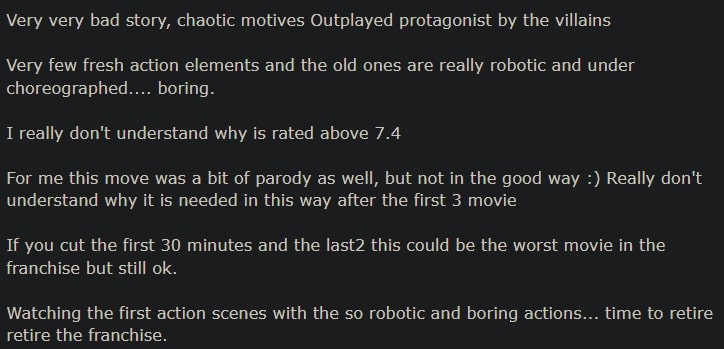 Very very bad story, chaotic motives Outplayed protagonist by the villains
Very few fresh action elements and the old ones are really robotic and under
choreographed.... boring.
I really don't understand why is rated above 7.4
For me this move was a bit of parody as well, but not in the good way :) Really don't
understand why it is needed in this way after the first 3 movie
If you cut the first 30 minutes and the last2 this could be the worst movie in the
franchise but still ok.
Watching the first action scenes with the so robotic and boring actions... time to retire
retire the franchise.